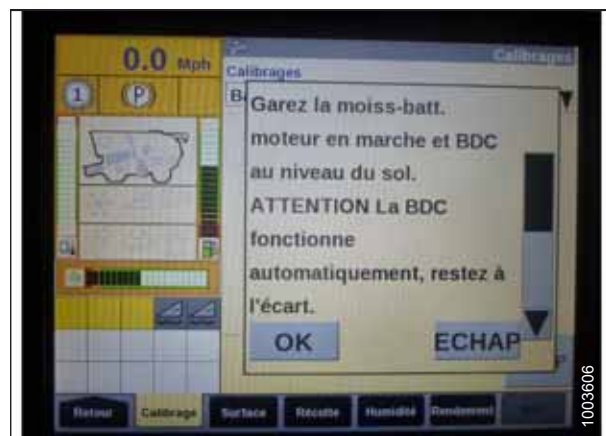 0.0 Mph
Calibrages
Calibrages
1
P
Garez la moiss-batt.
moteur en marche et BDC
au niveau du sol.
ATTENTION La BDC
fonctionne
automatiquement, restez à
l'écart.
OK
ECHAP
Retour
Calibrage
Surface
Récolte
Humidité
Rendement
1003606